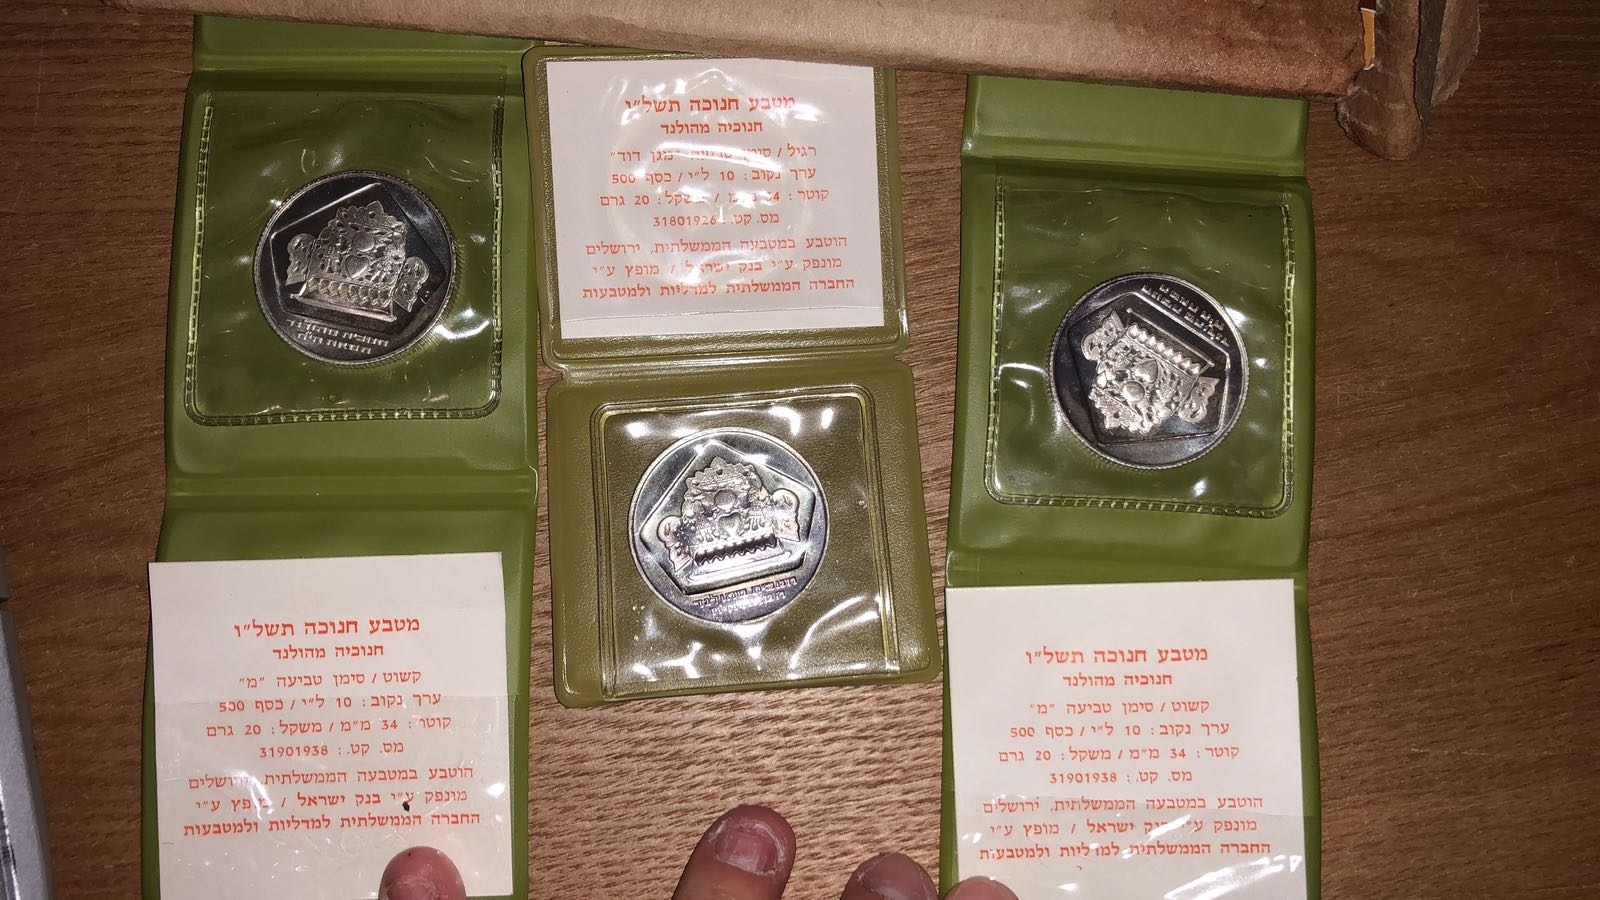 מטבע חנוכה תשל"ו
חנוכיה מהולנד
רגיל / סימן טביעה "מגן דוד"
ערך נקוב: 10 ל"י / כסף 500
קוטר: 34 מ"מ / משקל: 20 גרם
מס. קט. 31801926
הוטבע במטבעה הממשלתית, ירושלים
מונפק ע"י בנק ישראל / מופץ ע"י
החברה הממשלתית למדליות ולמטבעות
מטבע חנוכה תשל"ו
חנוכיה מהולנד
קשוט / סימן טביעה "מ"
ערך נקוב: 10 ל"י / כסף 500
קוטר: 34 מ"מ / משקל: 20 גרם
מס. קט.: 31901938
הוטבע במטבעה הממשלתית, ירושלים
מונפק ע"י בנק ישראל / מופץ ע"י
החברה הממשלתית למדליות ולמטבעות
מטבע חנוכה תשל"ו
חנוכיה מהולנד
קשוט / סימן טביעה "מ"
ערך נקוב: 10 ל"י / כסף 500
קוטר: 34 מ"מ / משקל: 20 גרם
מס. קט.: 31901938
הוטבע במטבעה הממשלתית, ירושלים
מונפק ע"י בנק ישראל / מופץ ע"י
החברה הממשלתית למדליות ולמטבעות
חנוכיה מהולנד